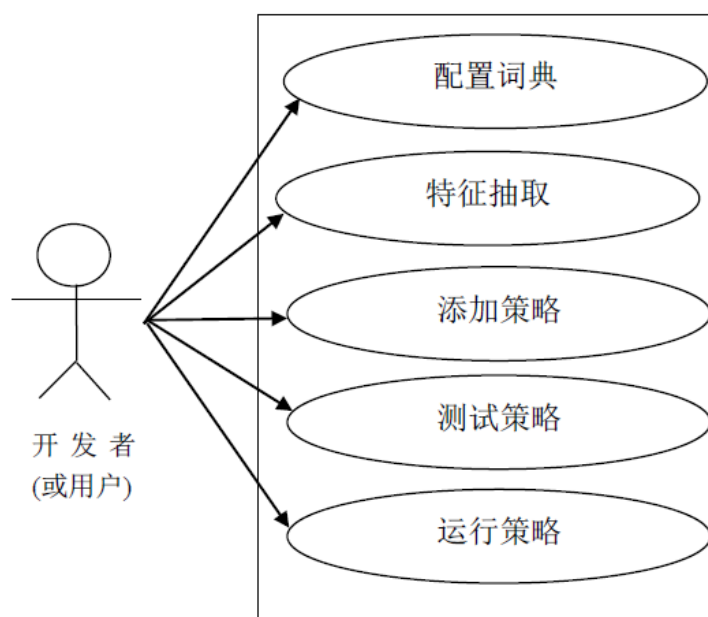 配置词典
特征抽取
添加策略
测试策略
运行策略
开 发 者
(或用户)